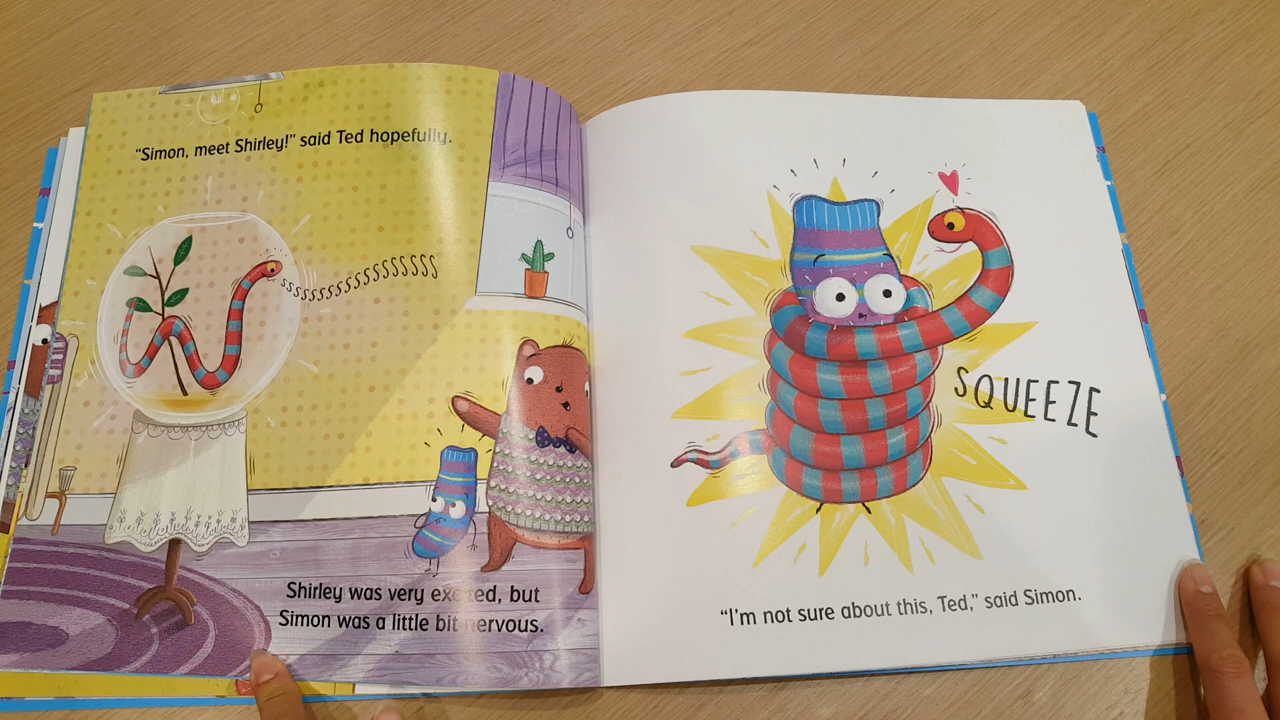 “Simon, meet Shirley!” said Ted hopefully.
sssssssssssssssss
Shirley was very excited, but
Simon was a little bit nervous.
SQUEEZE
“I’m not sure about this, Ted,” said Simon.